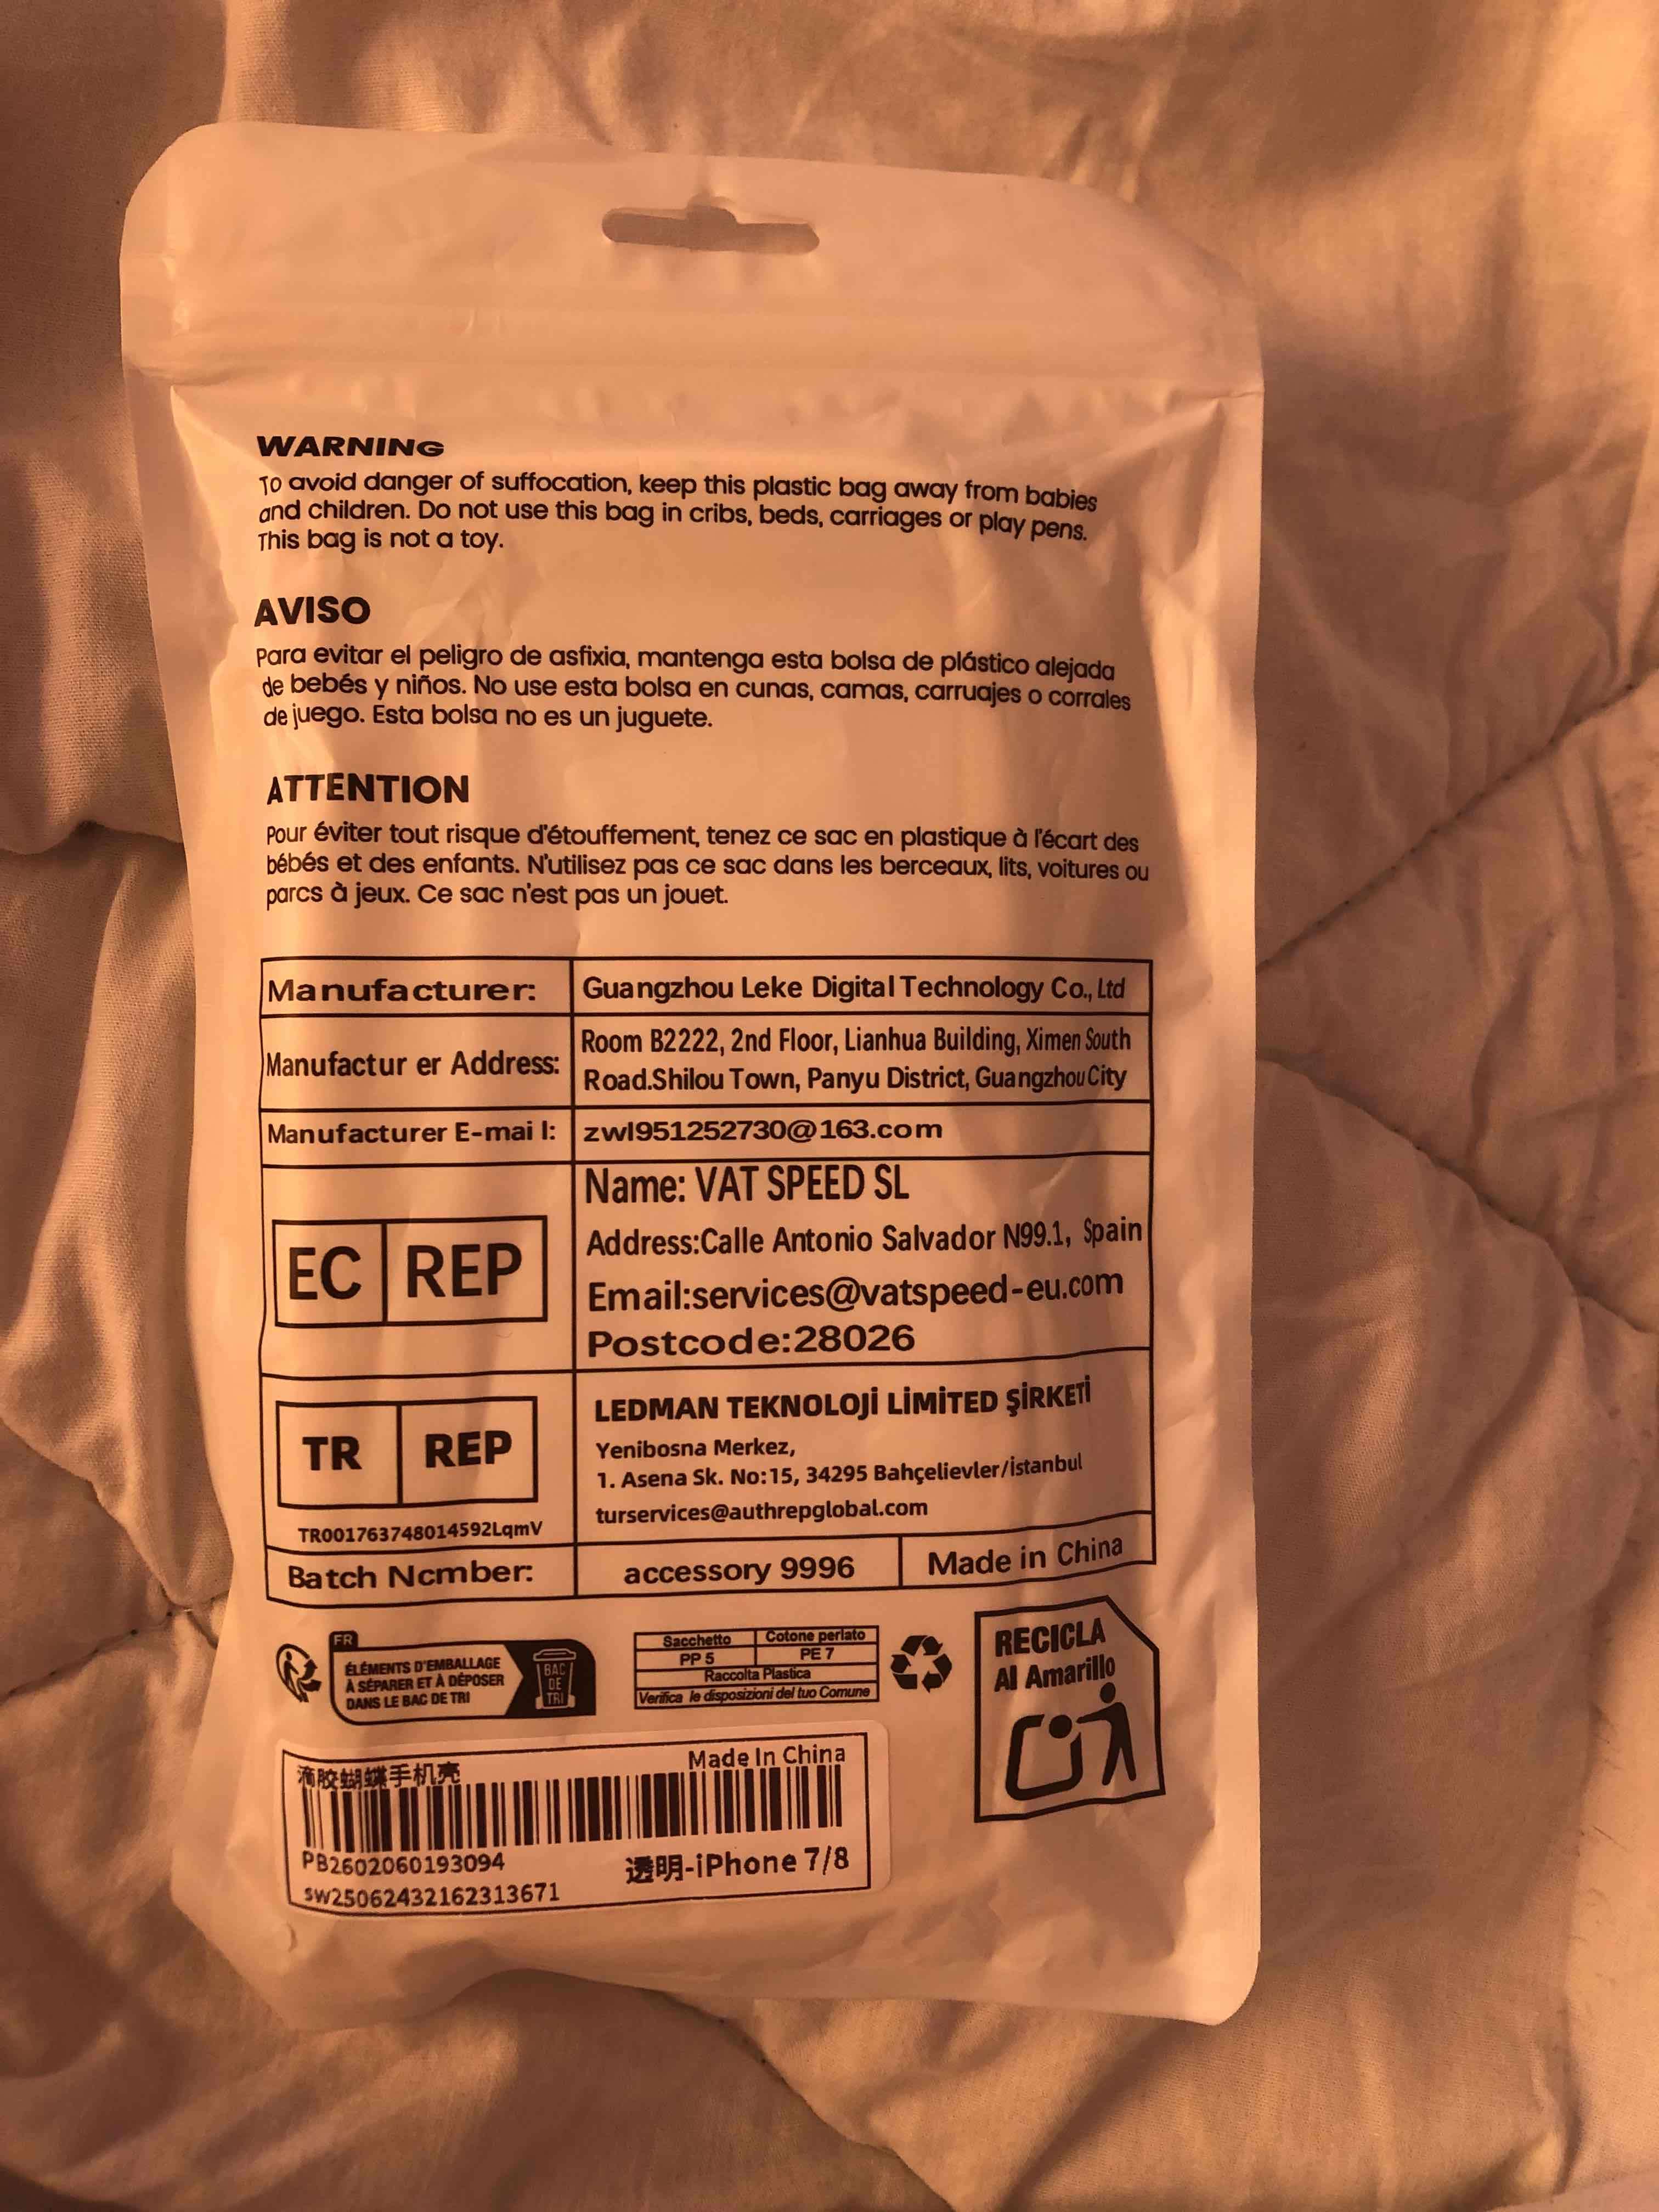 WARNING
To avoid danger of suffocation, keep this plastic bag away from babies
and children. Do not use this bag in cribs, beds, carriages or play pens.
This bag is not a toy.
AVISO
Para evitar el peligro de asfixia, mantenga esta bolsa de plástico alejada
de bebés y niños. No use esta bolsa en cunas, camas, carruajes o corrales
de juego. Esta bolsa no es un juguete.
ATTENTION
Pour éviter tout risque d'étouffement, tenez ce sac en plastique à l'écart des
bébés et des enfants. N'utilisez pas ce sac dans les berceaux, lits, voitures ou
parcs à jeux. Ce sac n'est pas un jouet.
Manufacturer: Guangzhou Leke Digital Technology Co., Ltd
Manufactur er Address: Room B2222, 2nd Floor, Lianhua Building, Ximen South
Road.Shilou Town, Panyu District, Guangzhou City
Manufacturer E-mai l: zwl951252730@163.com
EC REP
Name: VAT SPEED SL
Address:Calle Antonio Salvador N99.1, Spain
Email:services@vatspeed-eu.com
Postcode:28026
TR REP
TR001763748014592LqmV
LEDMAN TEKNOLOJİ LİMİTED ŞİRKETİ
Yenibosna Merkez,
1. Asena Sk. No:15, 34295 Bahçelievler/İstanbul
turservices@authrepglobal.com
Batch Ncmber: accessory 9996 Made in China
FR
ÉLÉMENTS D'EMBALLAGE
À SÉPARER ET À DÉPOSER
DANS LE BAC DE TRI
BAC
DE
TRI
Sacchetto Cotone perlato
PP 5 PE 7
Raccolta Plastica
Verifica le disposizioni del tuo Comune
RECICLA
Al Amarillo
滴胶蝴蝶手机壳 Made In China
PB2602060193094
透明-iPhone 7/8
SW25062432162313671